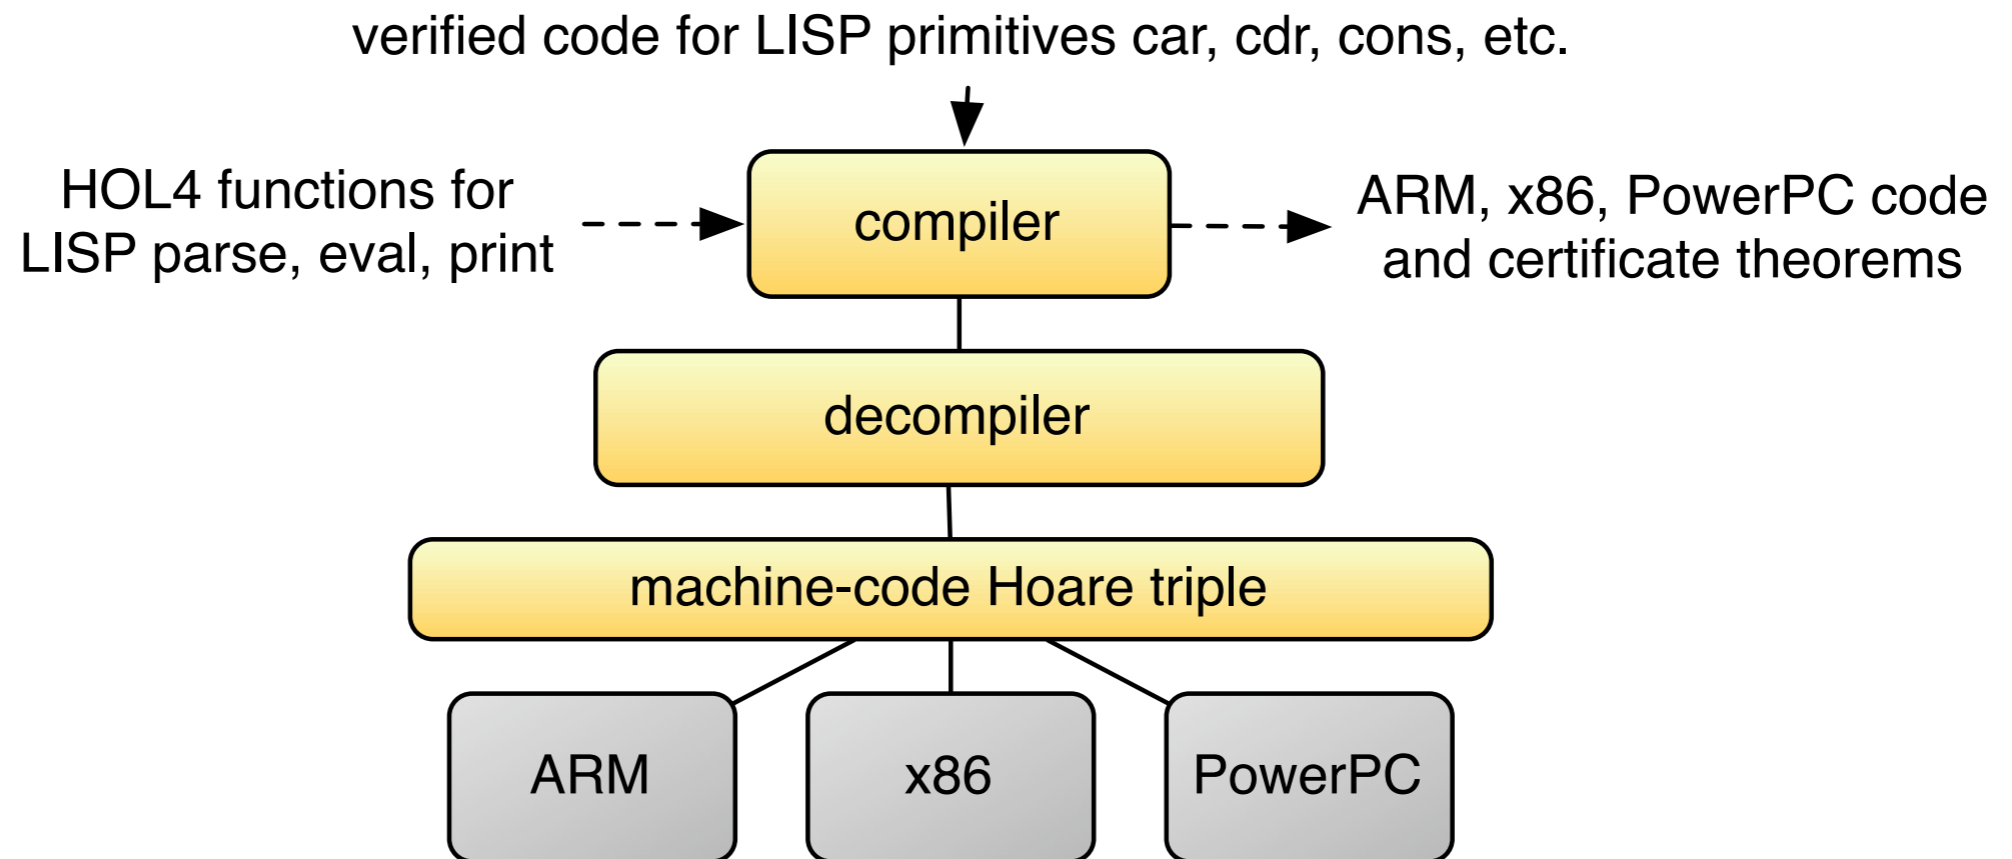 verified code for LISP primitives car, cdr, cons, etc.
HOL4 functions for
LISP parse, eval, print
compiler
ARM, x86, PowerPC code
and certificate theorems
decompiler
machine-code Hoare triple
ARM
x86
PowerPC